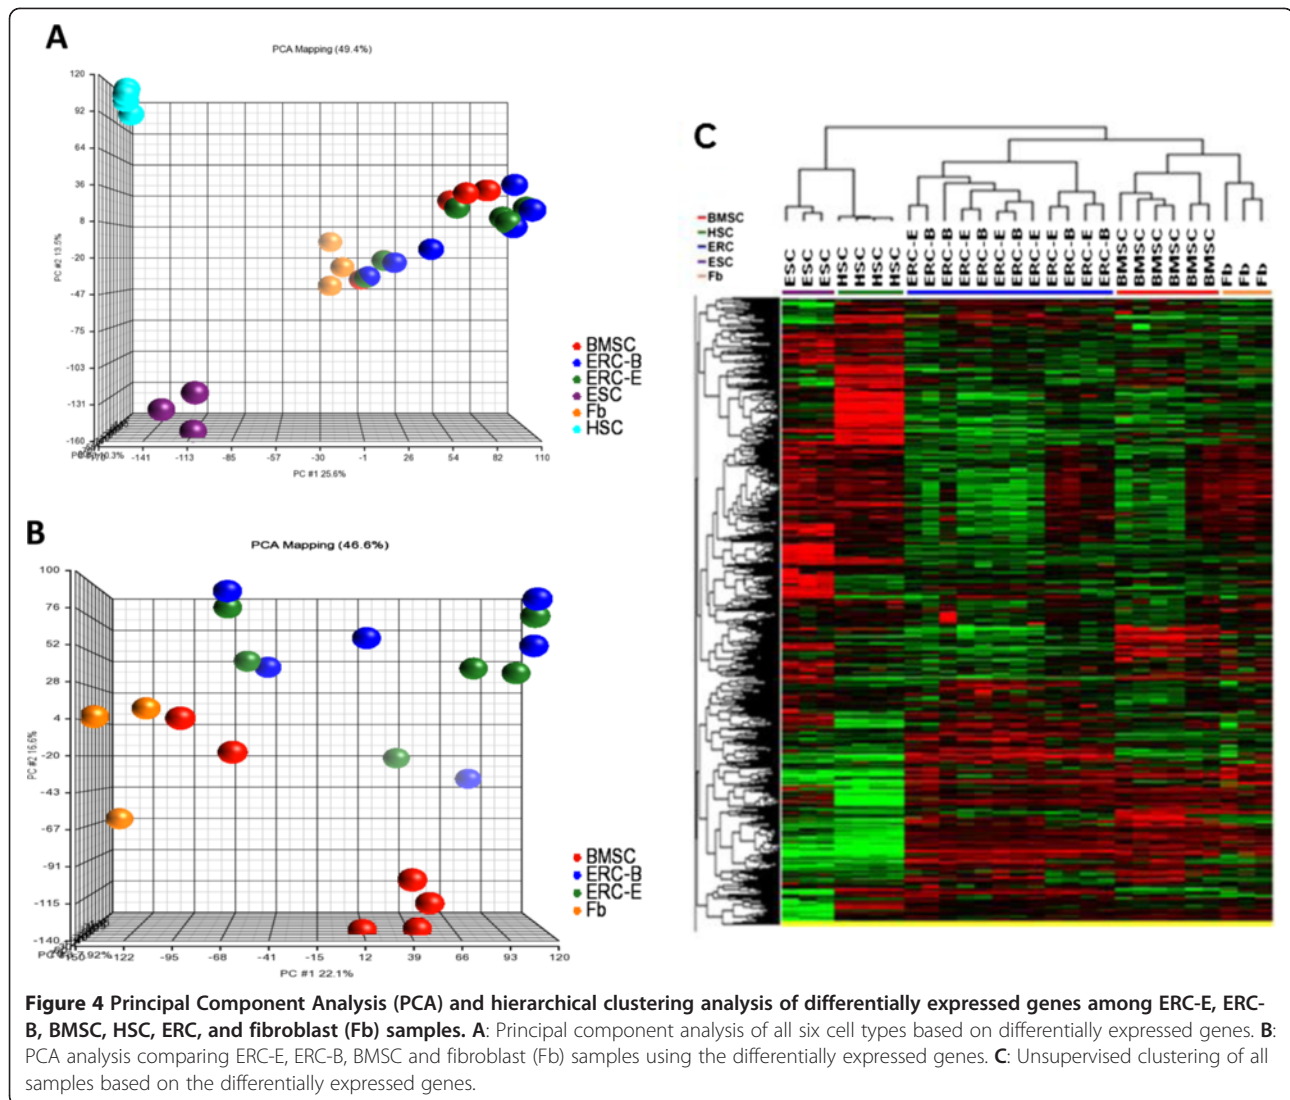 A
PCA Mapping (49.4%)
120
92
64
36
8
-20
-47
-75
-103
-131
-160
PC #2 13.5%
-141 -113 -85 -57 -30 -1 26 54 82 110
PC #1 25.6%
BMSC
ERC-B
ERC-E
ESC
Fb
HSC
B
PCA Mapping (46.6%)
100
76
52
28
4
-20
-43
-67
-91
-115
-140
PC #2 16.6%
-150 -122 -95 -68 -41 -15 12 39 66 93 120
PC #1 22.1%
BMSC
ERC-B
ERC-E
Fb
C
BMSC
HSC
ERC
ESC
Fb
ESC ESC ESC HSC HSC HSC HSC ERC-E ERC-B ERC-B ERC-E ERC-B ERC-E ERC-B ERC-E ERC-E ERC-B ERC-E ERC-B BMSC BMSC BMSC BMSC BMSC BMSC Fb Fb Fb
Figure 4 Principal Component Analysis (PCA) and hierarchical clustering analysis of differentially expressed genes among ERC-E, ERC-
B, BMSC, HSC, ERC, and fibroblast (Fb) samples. A: Principal component analysis of all six cell types based on differentially expressed genes. B:
PCA analysis comparing ERC-E, ERC-B, BMSC and fibroblast (Fb) samples using the differentially expressed genes. C: Unsupervised clustering of all
samples based on the differentially expressed genes.